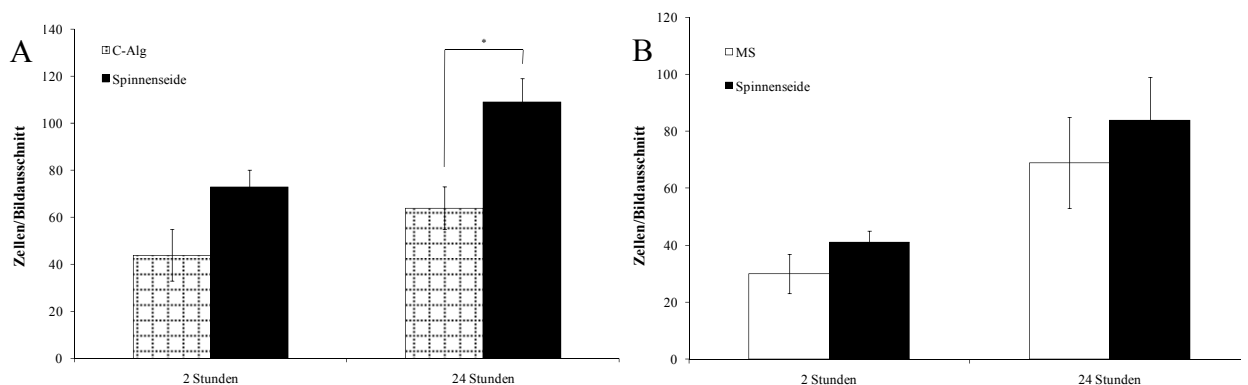 A
140
120
100
80
60
40
20
0
Zellen/Bildausschnitt
C-Alg
Spinnenseide
*
2 Stunden
24 Stunden
B
120
100
80
60
40
20
0
Zellen/Bildausschnitt
MS
Spinnenseide
2 Stunden
24 Stunden